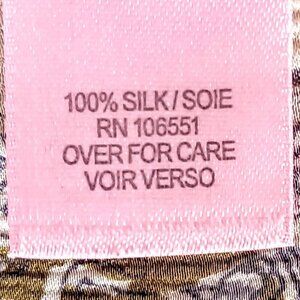 100% SILK / SOIE
RN 106551
OVER FOR CARE
VOIR VERSO